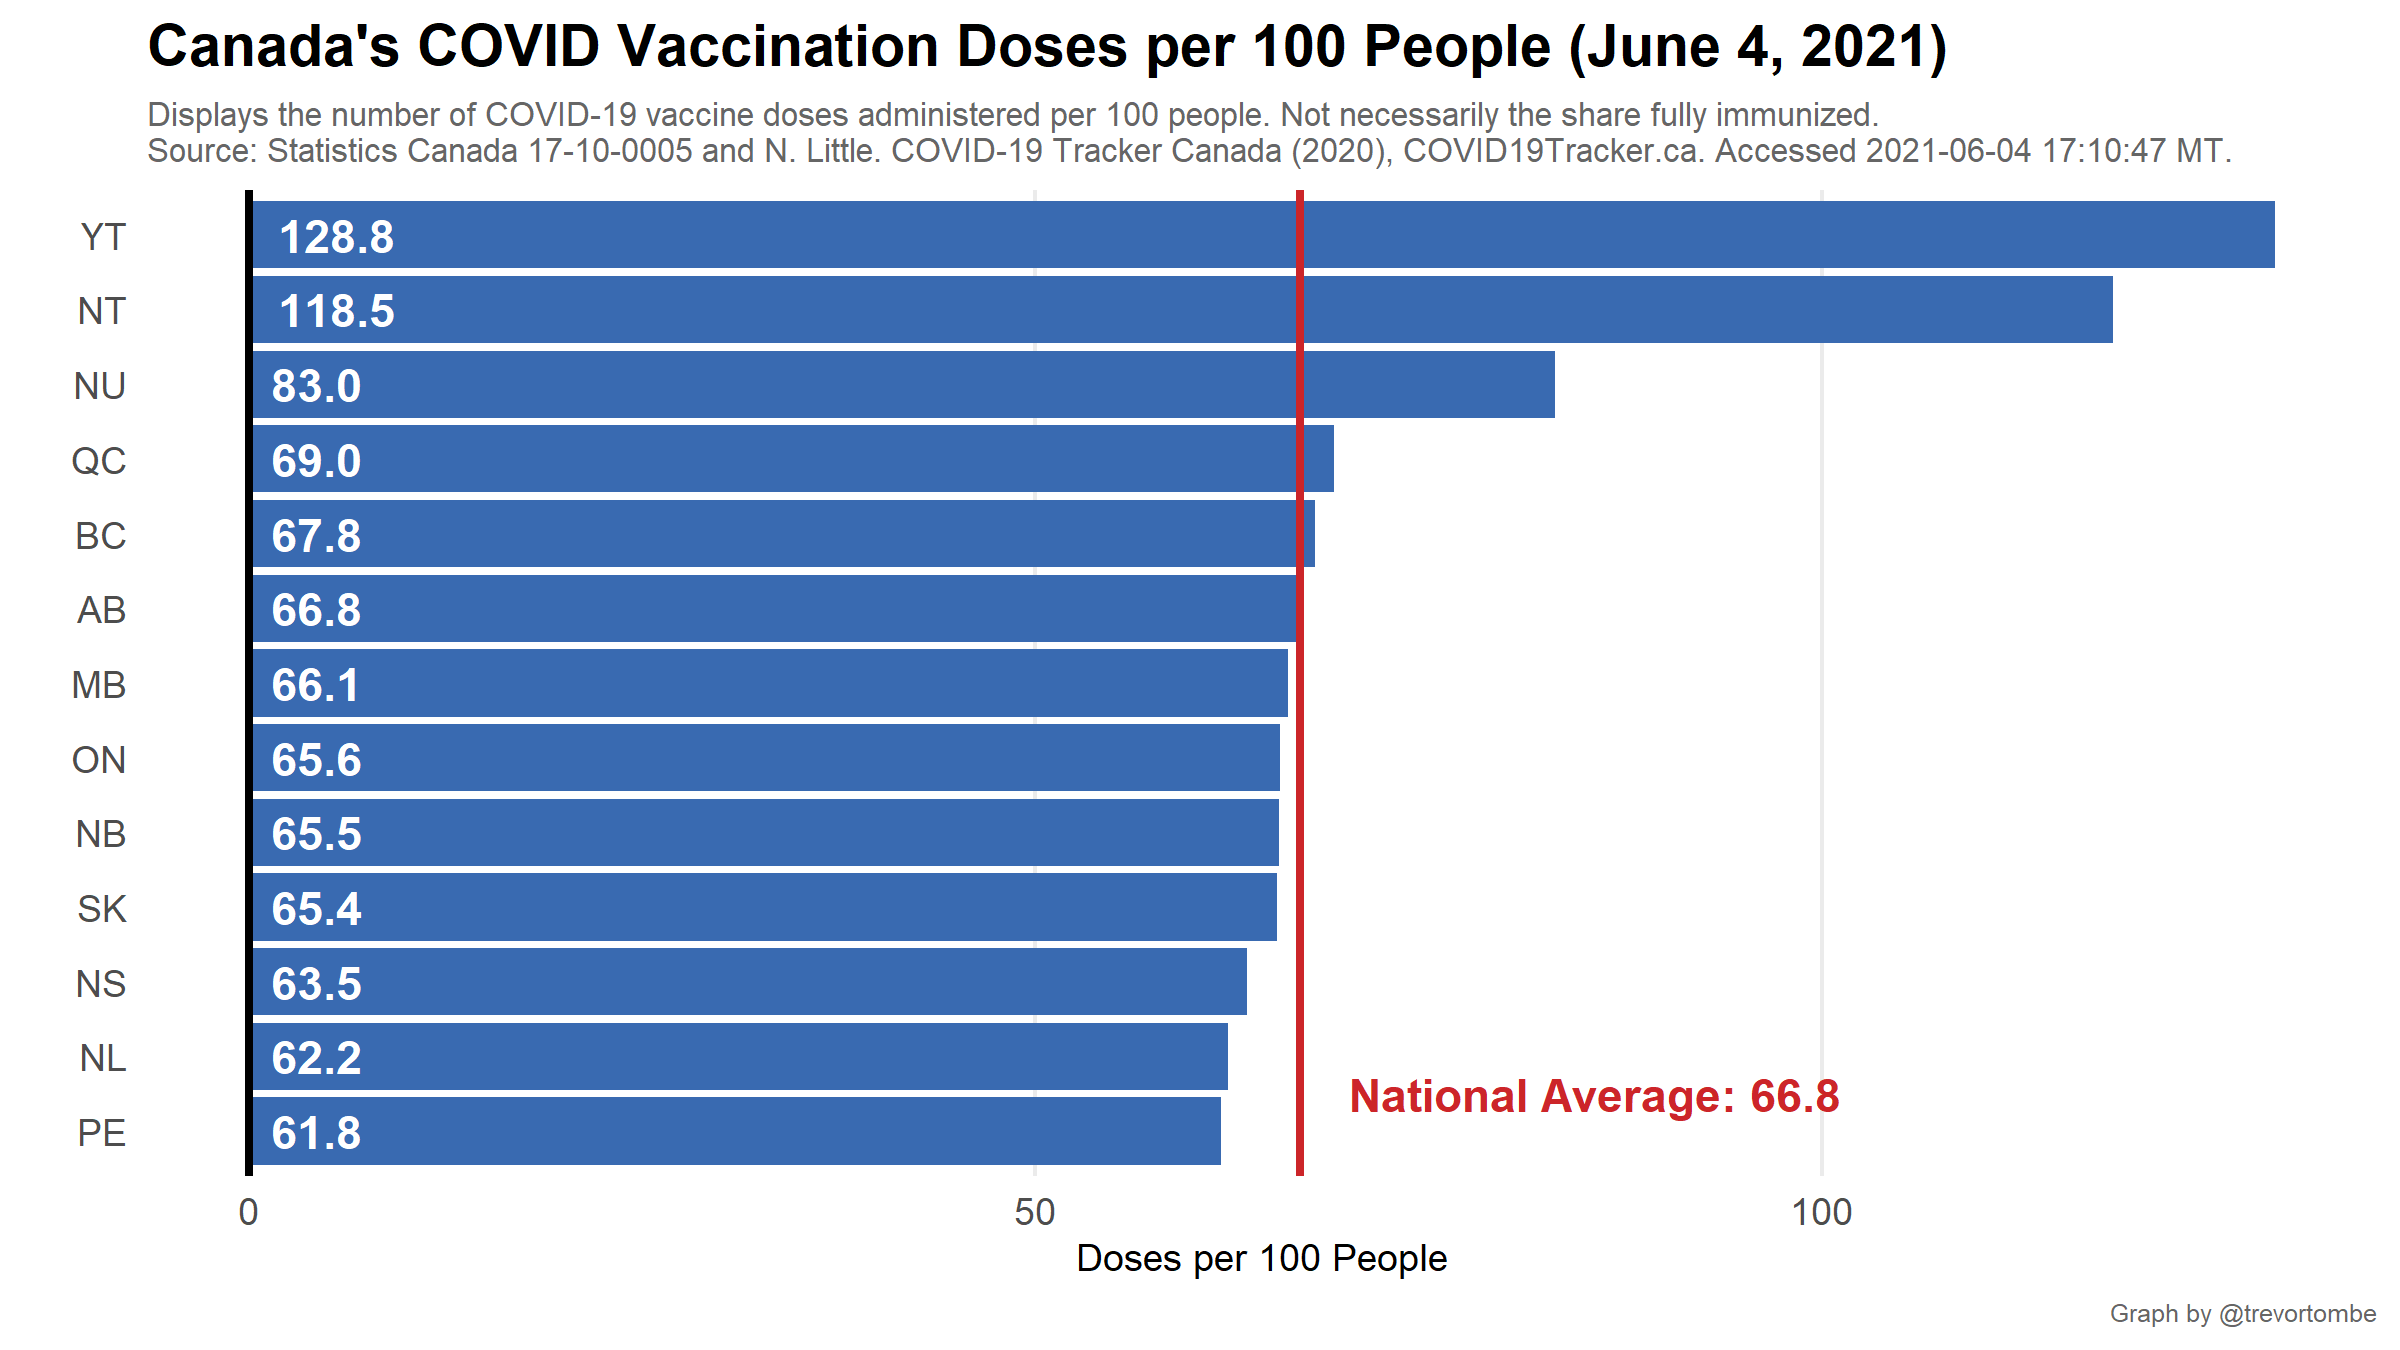 Canada's COVID Vaccination Doses per 100 People (June 4, 2021)
Displays the number of COVID-19 vaccine doses administered per 100 people. Not necessarily the share fully immunized.
Source: Statistics Canada 17-10-0005 and N. Little. COVID-19 Tracker Canada (2020), COVID19Tracker.ca. Accessed 2021-06-04 17:10:47 MT.
YT 128.8
NT 118.5
NU 83.0
QC 69.0
BC 67.8
AB 66.8
MB 66.1
ON 65.6
NB 65.5
SK 65.4
NS 63.5
NL 62.2
National Average: 66.8
PE 61.8
0 50 100
Doses per 100 People
Graph by @trevortombe